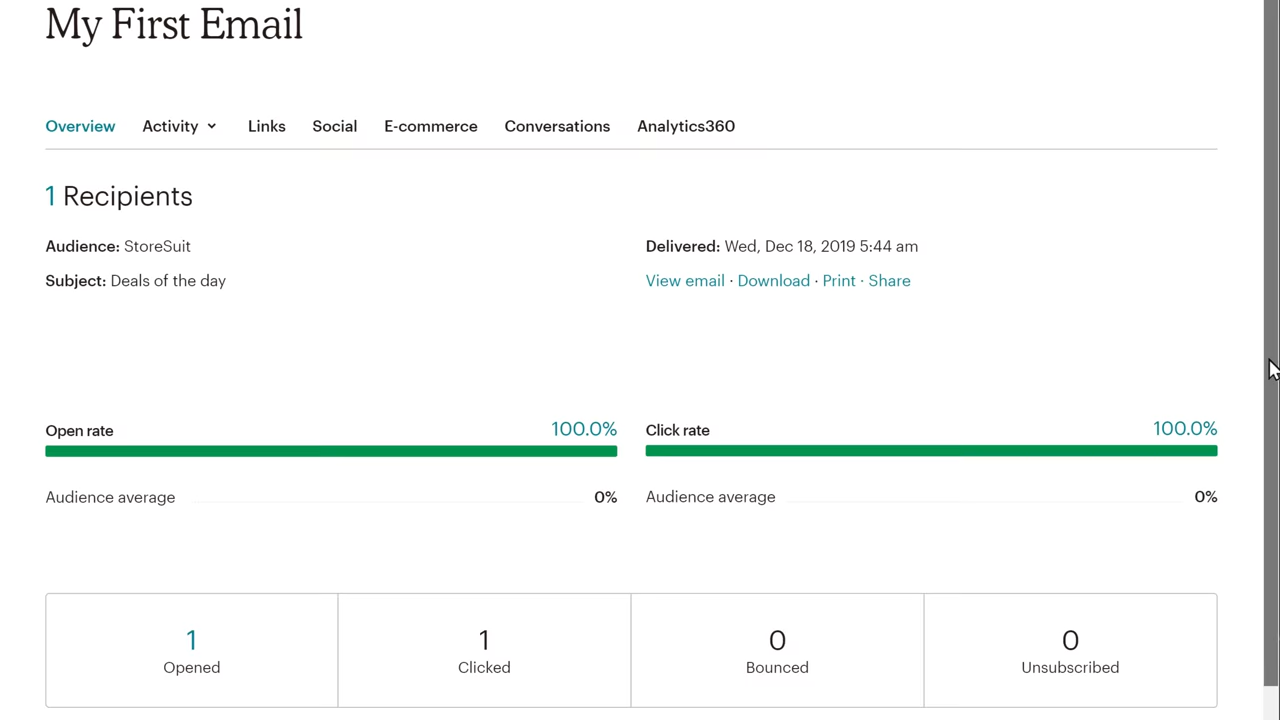 My First Email
Overview Activity Links Social E-commerce Conversations Analytics360
1 Recipients
Audience: StoreSuit
Delivered: Wed, Dec 18, 2019 5:44 am
Subject: Deals of the day
View email · Download · Print · Share
Open rate 100.0%
Click rate 100.0%
Audience average 0%
Audience average 0%
1
Opened
1
Clicked
0
Bounced
0
Unsubscribed